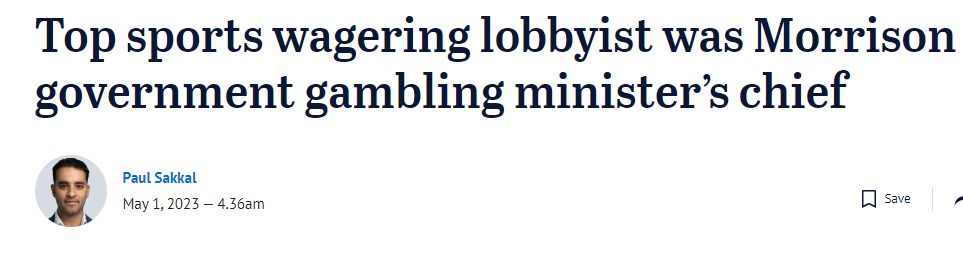 Top sports wagering lobbyist was Morrison
government gambling minister’s chief
Paul Sakkal
May 1, 2023 — 4.36am
Save